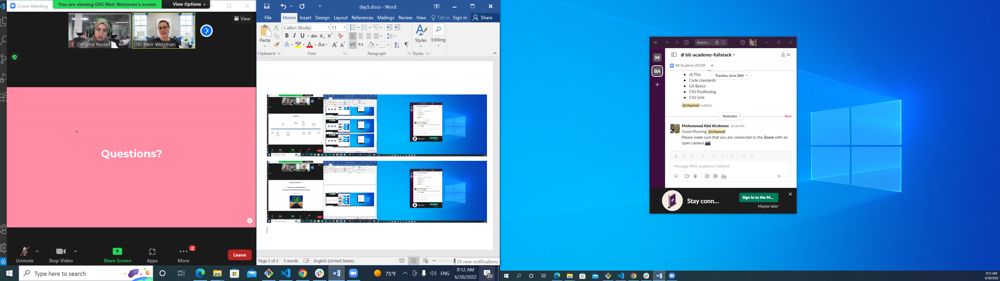 Zoom Meeting
You are viewing Ofri Meir Weizman's screen
View Options
View
Omama Yousef
Ofri Meir Weizman
Questions?
Unmute
Stop Video
Share Screen
Apps
More
2
Leave
day5.docx - Word
File
Home
Insert
Design
Layout
References
Mailings
Review
View
Tell me
Sign in
Share
Paste
Calibri (Body)
11
Styles
Editing
Clipboard
Font
Paragraph
Styles
Page 2 of 2
5 words
English (United States)
20 new notifications
Search...
M
BA
# bit-academy-fullstack
24
Bit Academy ZOOM
Tuesday, June 28th
JS This
Code standards
Git Basics
CSS Positioning
CSS Grid
@channel (edited)
Yesterday
New
Mohammad Abd Alrahman 10:54 PM
Good Morning @channel
Please make sure that you are connected to the Zoom with an
open camera
Message #bit-academy-fullstack
Stay conn...
Sign In to the M...
Maybe later
Type here to search
75°F
ENG
9:12 AM
6/30/2022
20
9:12 AM
6/30/2022